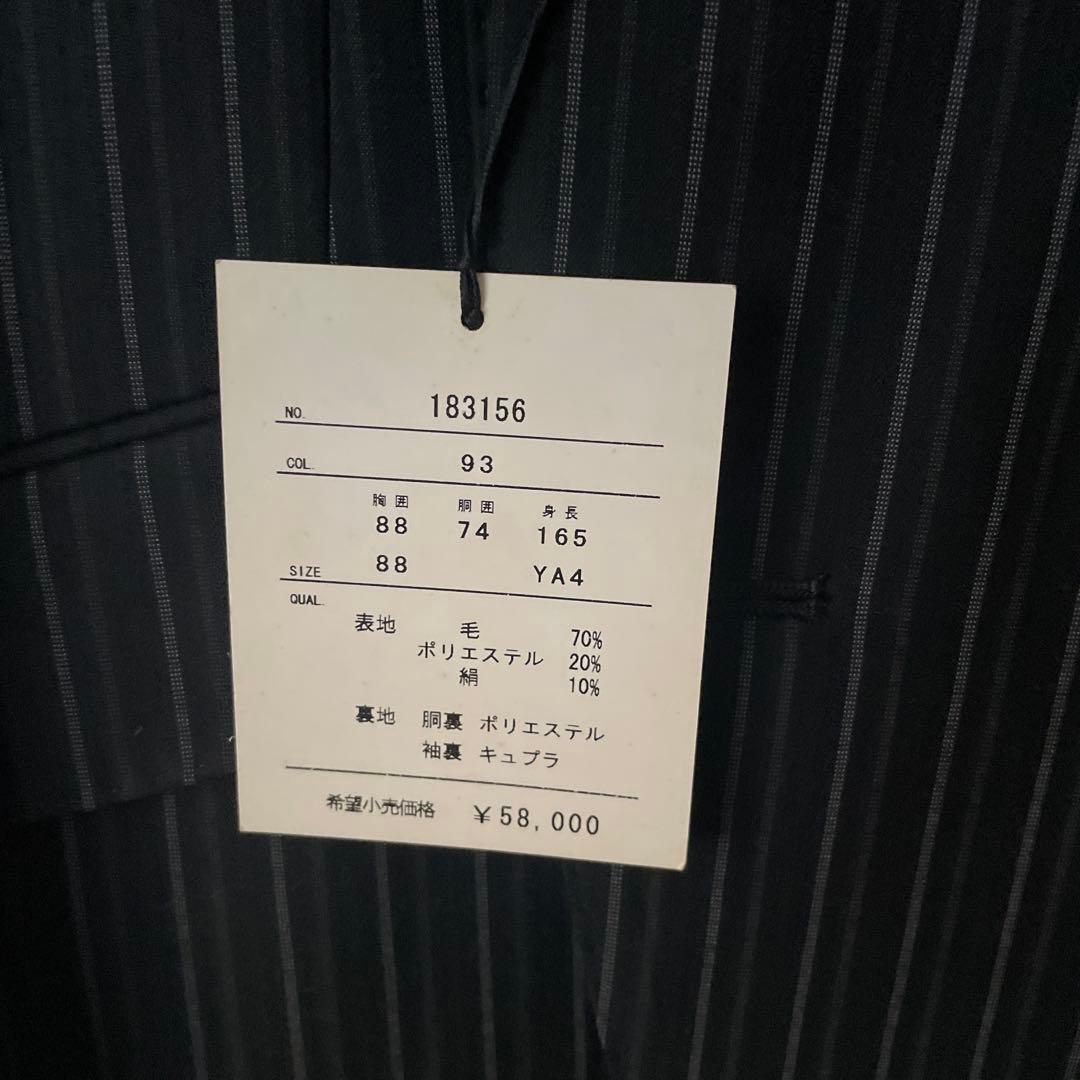 NO. 183156
COL. 93
胸囲 胴囲 身長
88 74 165
SIZE 88 YA4
QUAL.
表地 毛 70%
ポリエステル 20%
絹 10%
裏地 胴裏 ポリエステル
袖裏 キュプラ
希望小売価格 ¥58,000